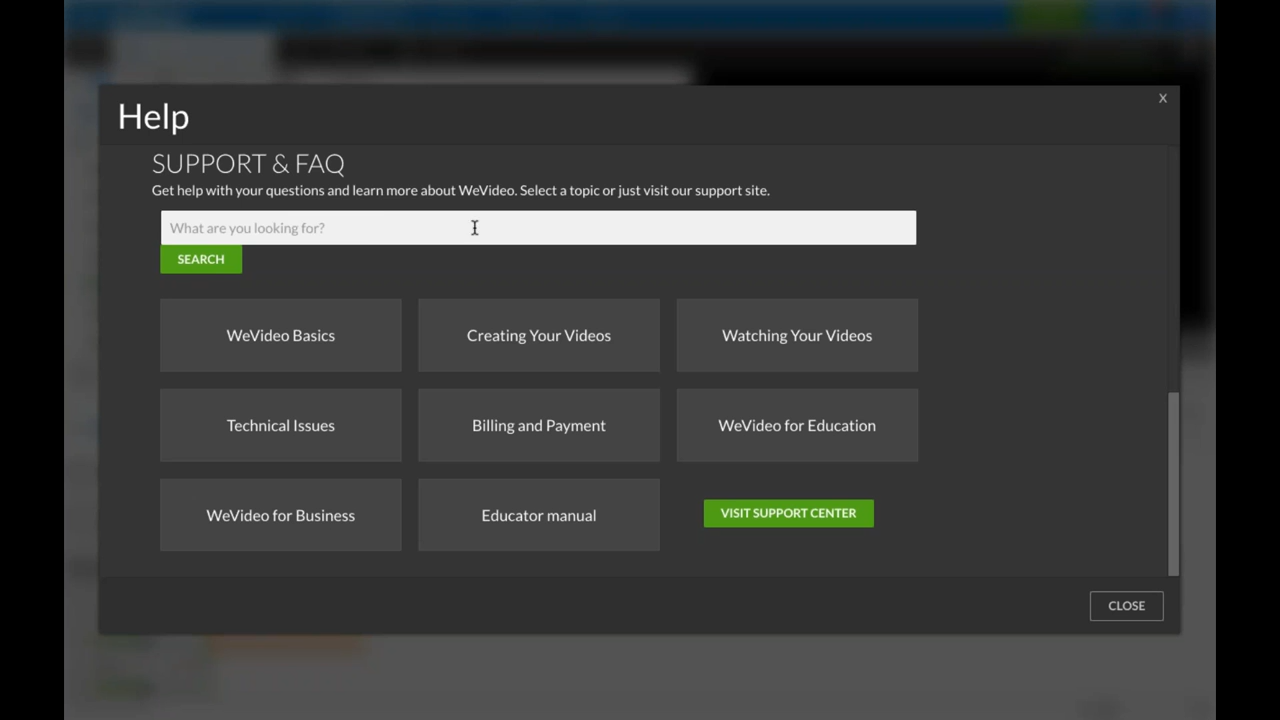 Help
X
SUPPORT & FAQ
Get help with your questions and learn more about WeVideo. Select a topic or just visit our support site.
What are you looking for?
SEARCH
WeVideo Basics
Creating Your Videos
Watching Your Videos
Technical Issues
Billing and Payment
WeVideo for Education
WeVideo for Business
Educator manual
VISIT SUPPORT CENTER
CLOSE